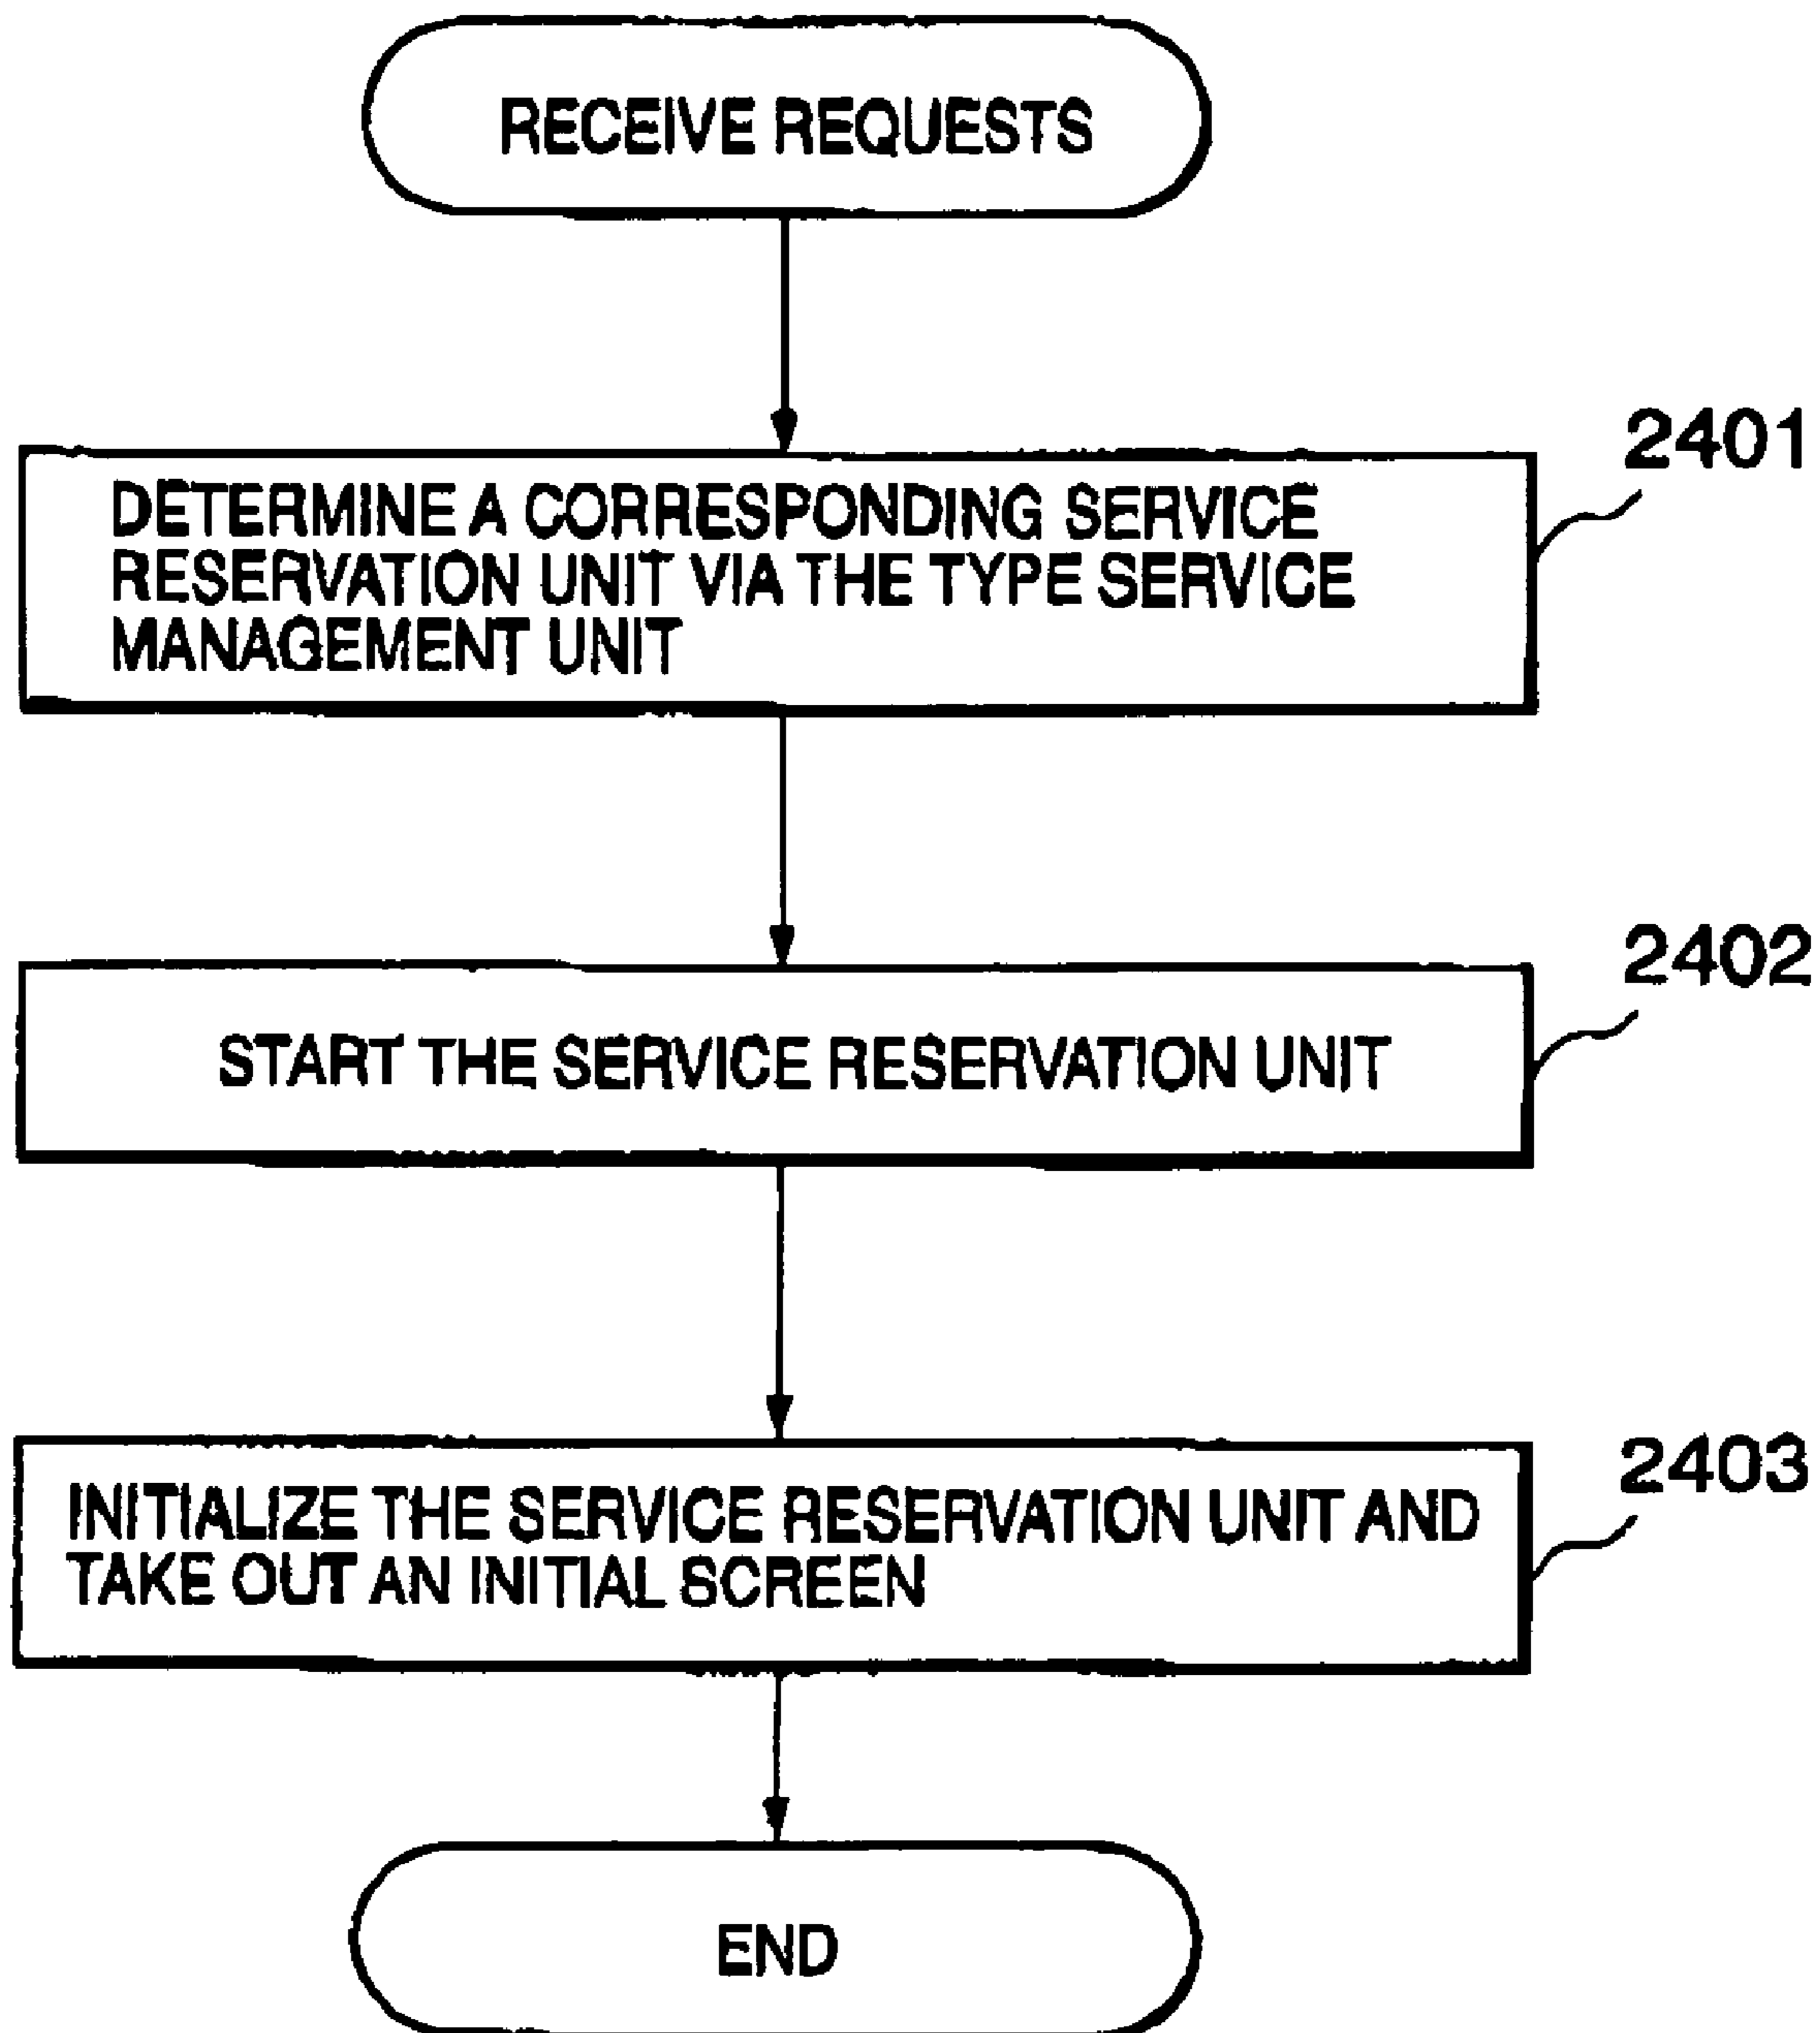 RECEIVE REQUESTS
2401
DETERMINE A CORRESPONDING SERVICE
RESERVATION UNIT VIA THE TYPE SERVICE
MANAGEMENT UNIT
2402
START THE SERVICE RESERVATION UNIT
2403
INITIALIZE THE SERVICE RESERVATION UNIT AND
TAKE OUT AN INITIAL SCREEN
END